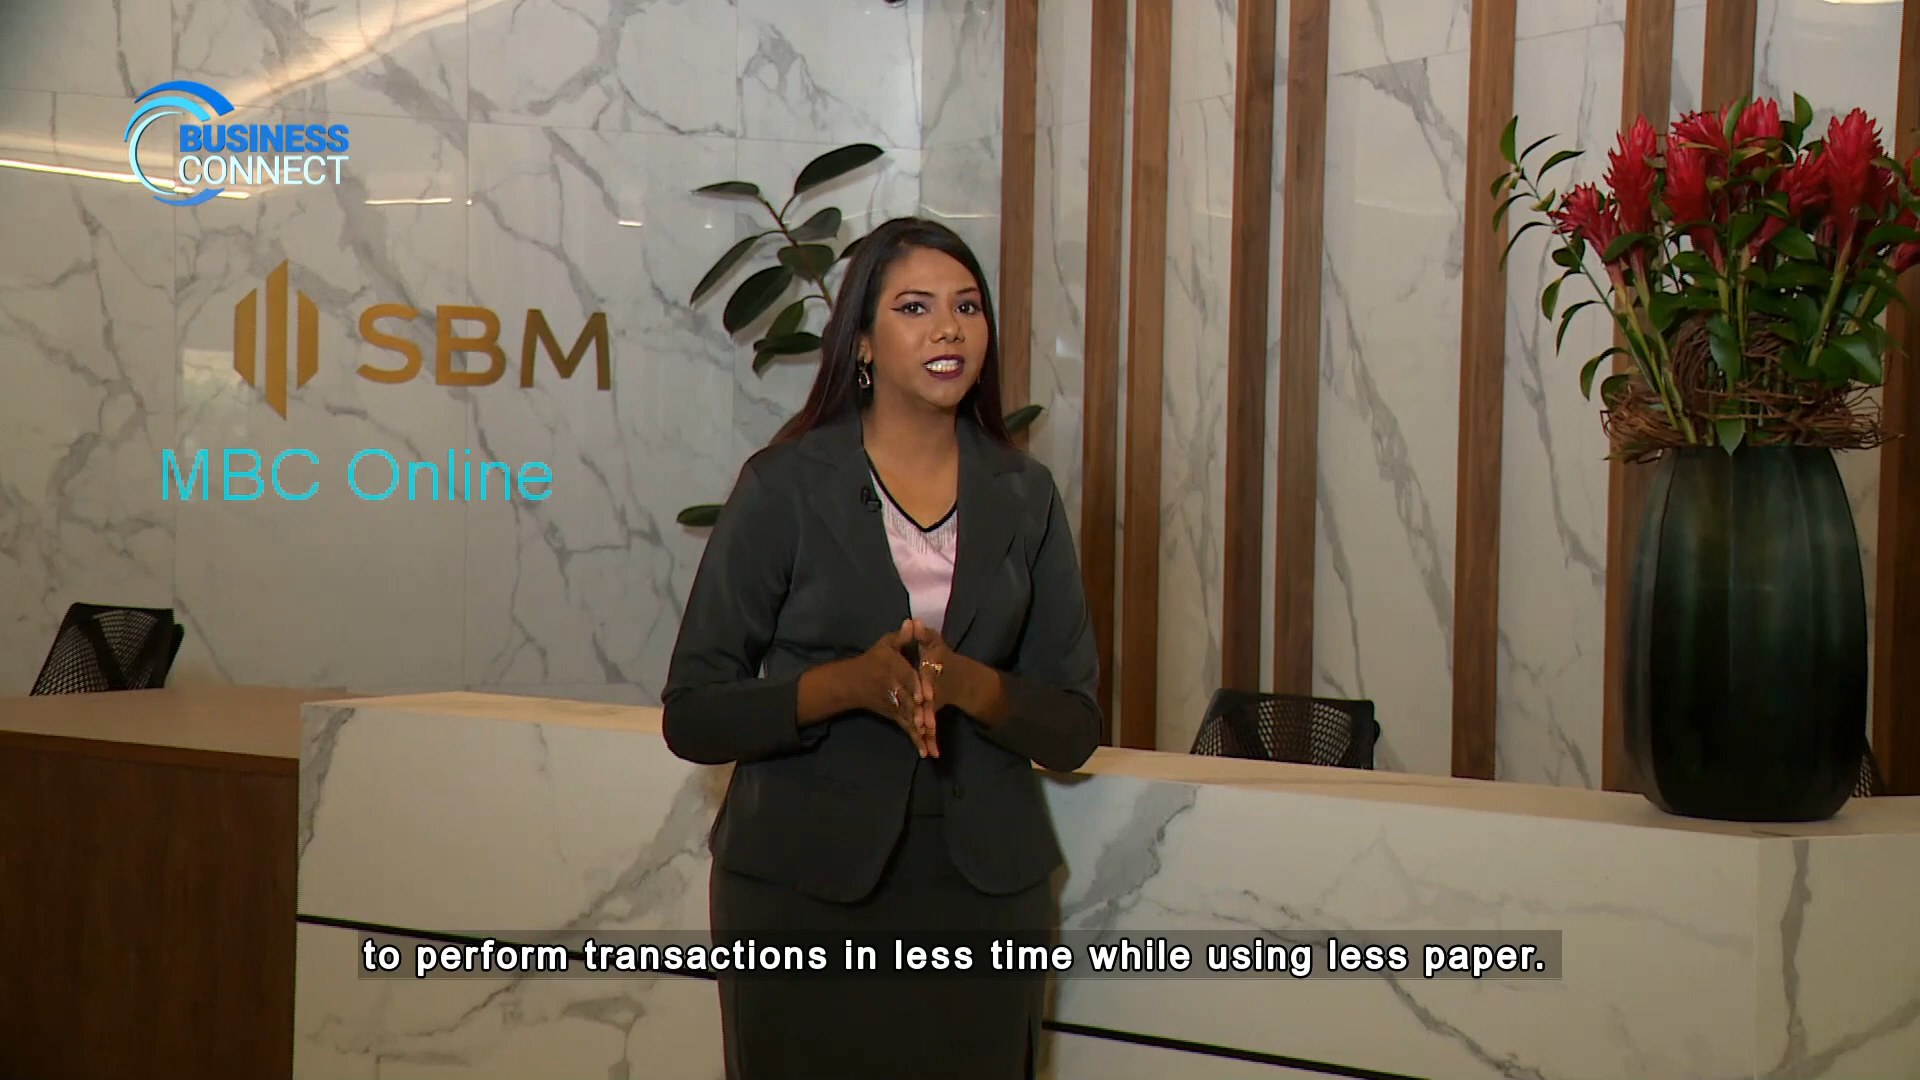 BUSINESS
CONNECT
SBM
MBC Online
to perform transactions in less time while using less paper.